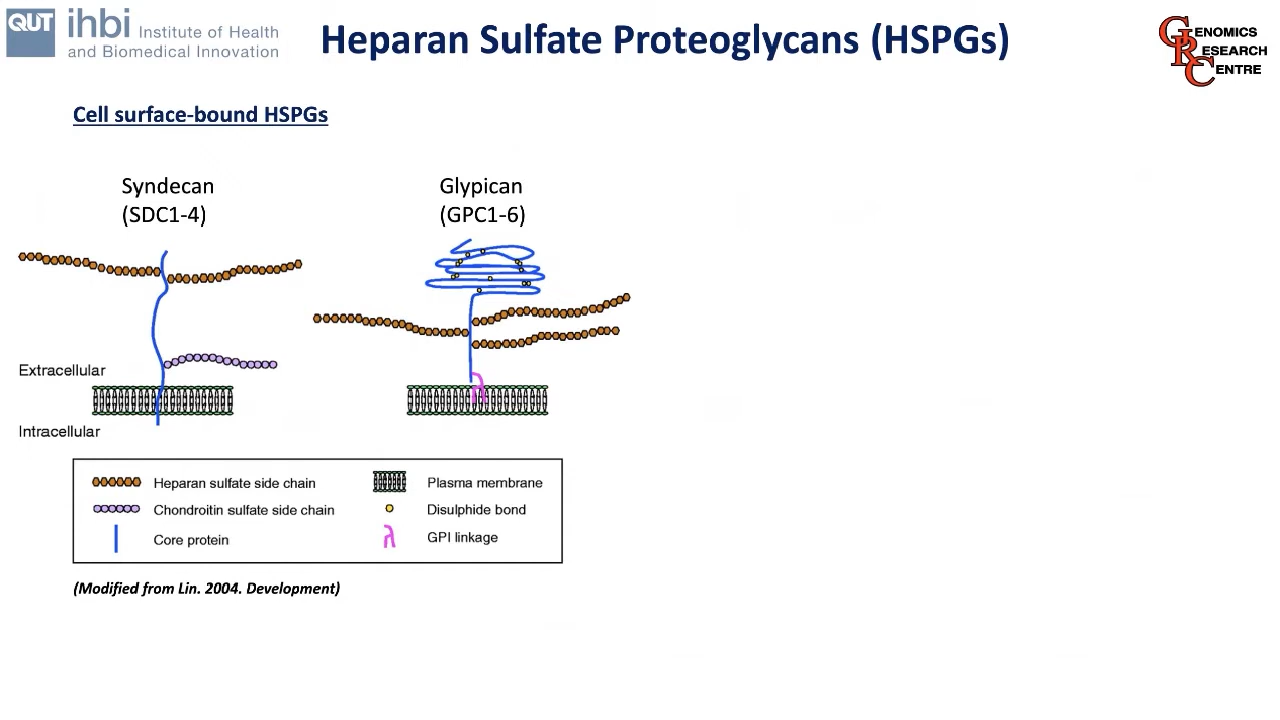 QUT ihbi Institute of Health
and Biomedical Innovation
Heparan Sulfate Proteoglycans (HSPGs)
GENOMICS
RESEARCH
CENTRE
Cell surface-bound HSPGs
Syndecan
(SDC1-4)
Glypican
(GPC1-6)
Extracellular
Intracellular
Heparan sulfate side chain
Chondroitin sulfate side chain
Core protein
Plasma membrane
Disulphide bond
GPI linkage
(Modified from Lin. 2004. Development)